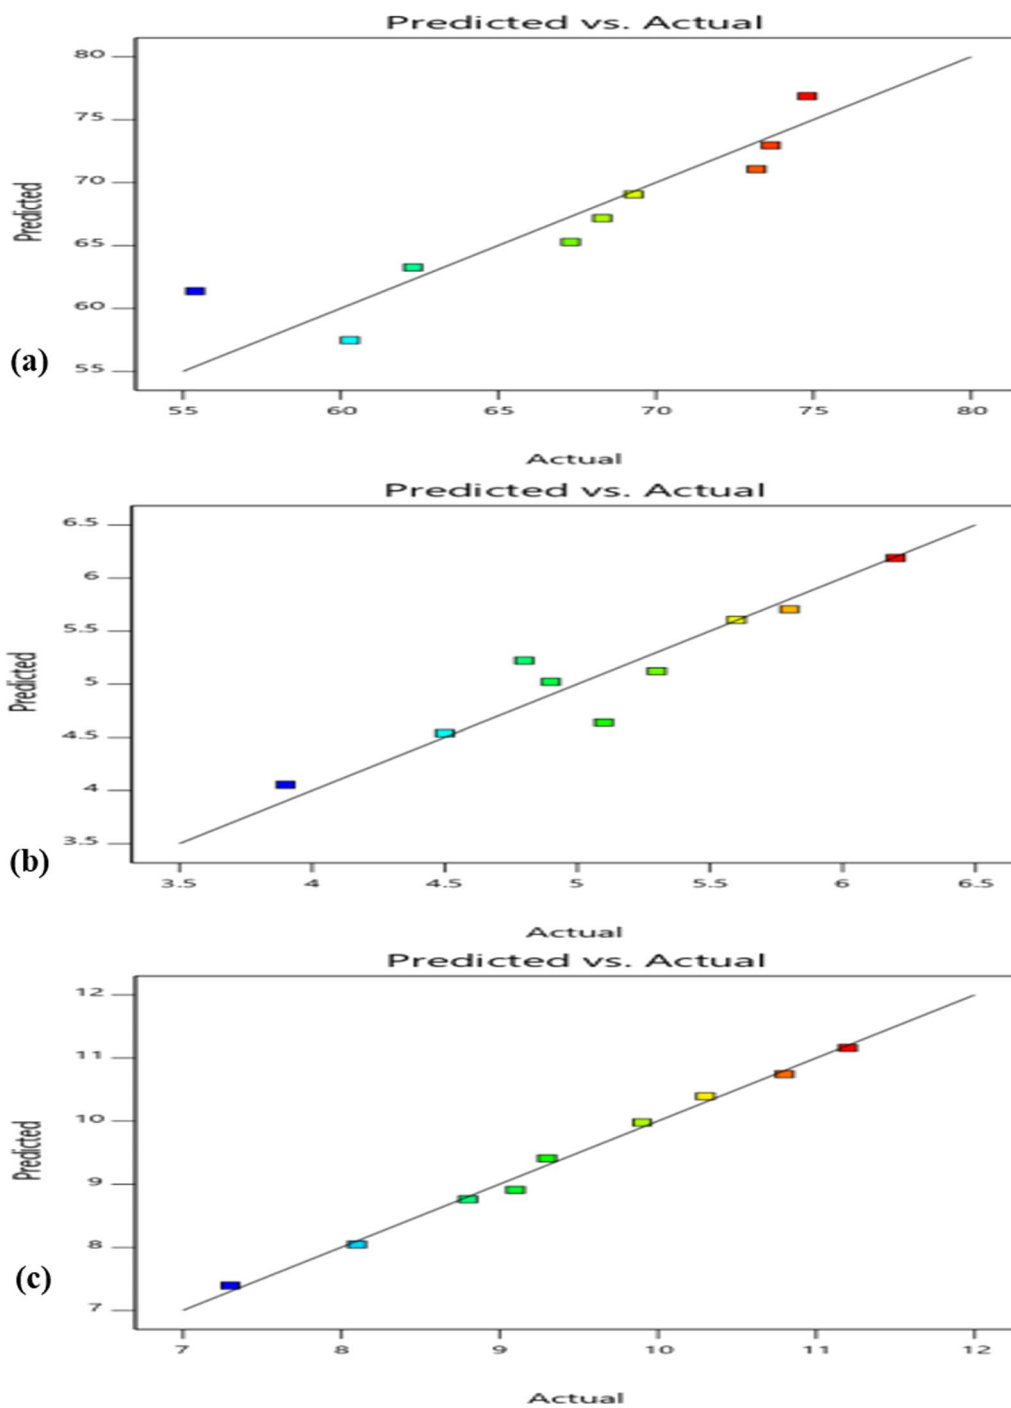 Predicted vs. Actual
80
75
70
65
60
55
Predicted
(a)
55 60 65 70 75 80
Actual
Predicted vs. Actual
6.5
6
5.5
5
4.5
4
3.5
Predicted
(b)
3.5 4 4.5 5 5.5 6 6.5
Actual
Predicted vs. Actual
12
11
10
9
8
7
Predicted
(c)
7 8 9 10 11 12
Actual